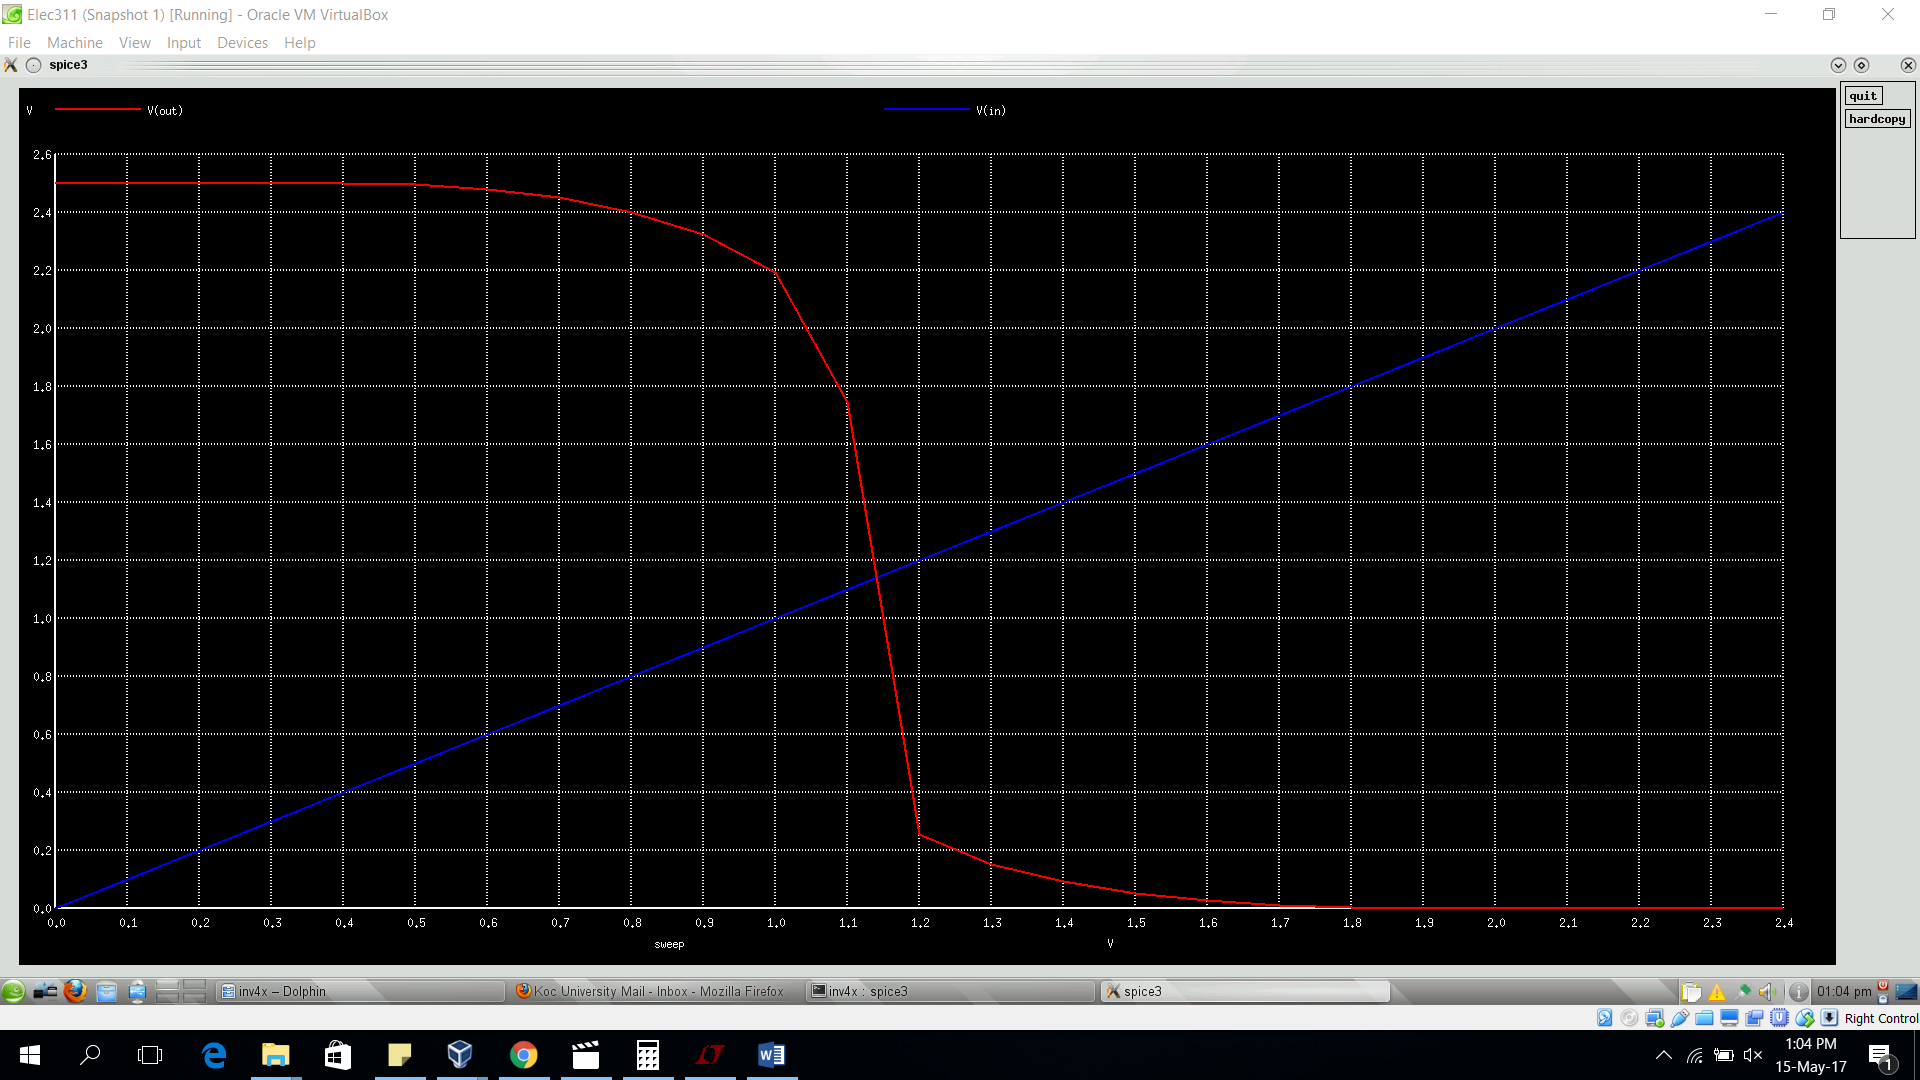 Elec311 (Snapshot 1) [Running] - Oracle VM VirtualBox
File Machine View Input Devices Help
spice3
quit
hardcopy
V V(out) V(in)
2.6
2.4
2.2
2.0
1.8
1.6
1.4
1.2
1.0
0.8
0.6
0.4
0.2
0.0
0.0 0.1 0.2 0.3 0.4 0.5 0.6 0.7 0.8 0.9 1.0 1.1 1.2 1.3 1.4 1.5 1.6 1.7 1.8 1.9 2.0 2.1 2.2 2.3 2.4
sweep V
inv4x – Dolphin Koc University Mail - Inbox - Mozilla Firefox inv4x : spice3 spice3 01:04 pm
Right Control
1:04 PM
15-May-17
1